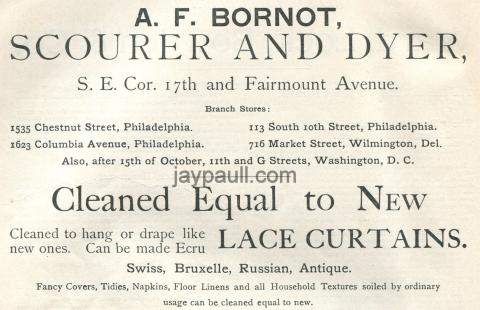 A. F. BORNOT,
SCOURER AND DYER,
S. E. Cor. 17th and Fairmount Avenue.
Branch Stores:
1535 Chestnut Street, Philadelphia. 113 South 10th Street, Philadelphia.
1623 Columbia Avenue, Philadelphia. 716 Market Street, Wilmington, Del.
Also, after 15th of October, 11th and G Streets, Washington, D. C.
jaypaull.com
Cleaned Equal to New
Cleaned to hang or drape like
new ones. Can be made Ecru
LACE CURTAINS.
Swiss, Bruxelle, Russian, Antique.
Fancy Covers, Tidies, Napkins, Floor Linens and all Household Textures soiled by ordinary
usage can be cleaned equal to new.